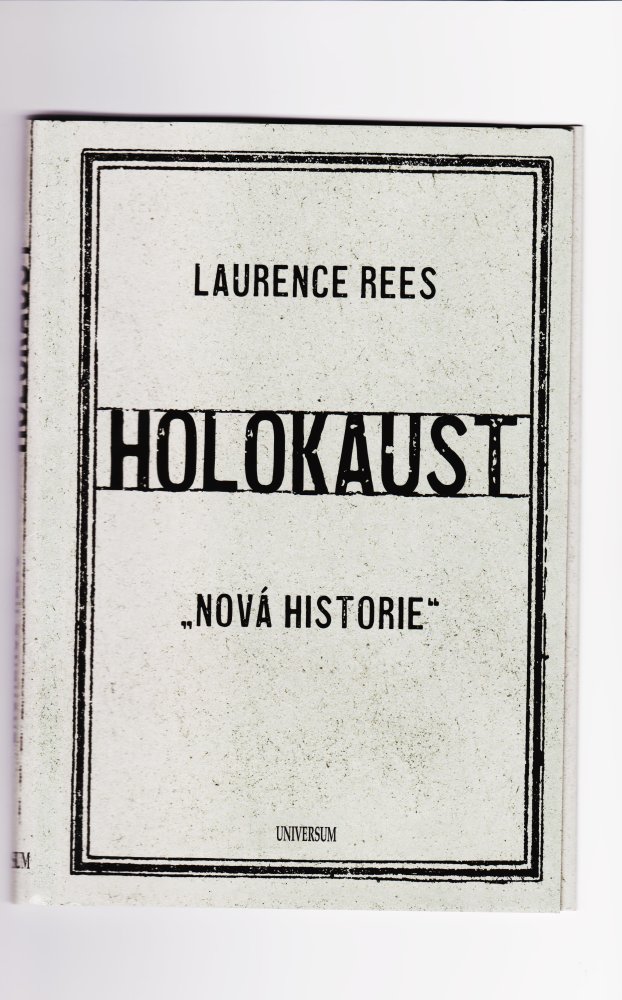 LAURENCE REES
HOLOKAUST
„NOVÁ HISTORIE“
UNIVERSUM